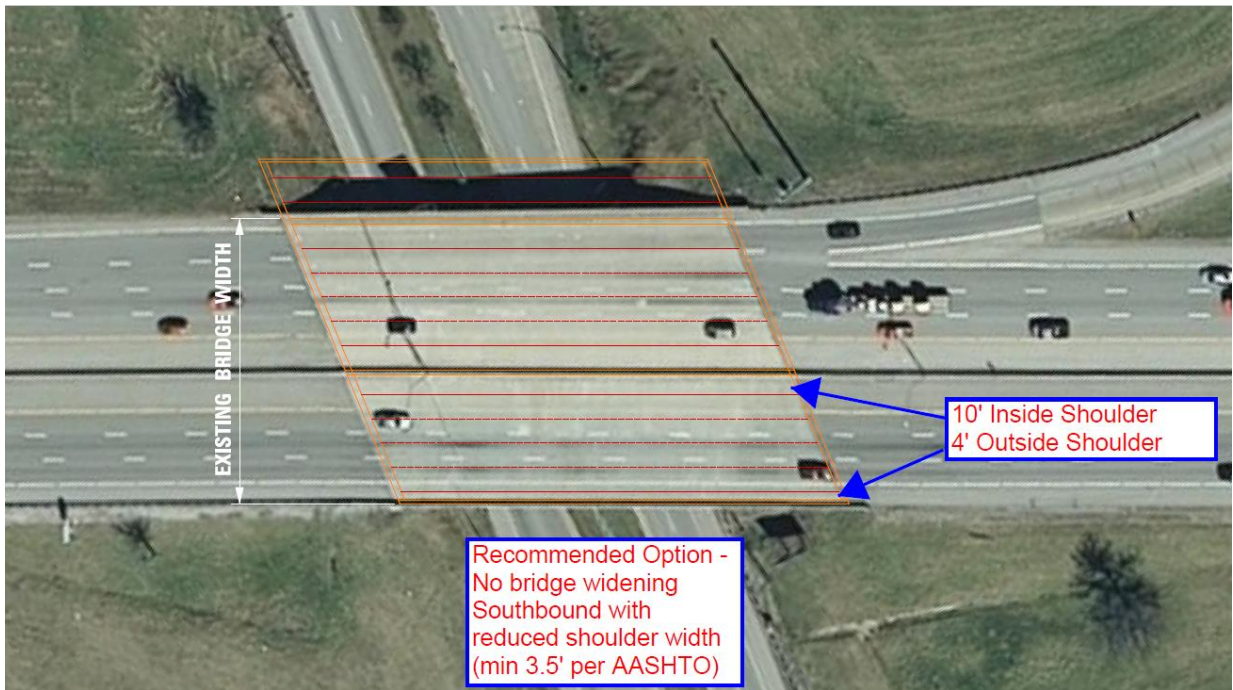 EXISTING BRIDGE WIDTH
10' Inside Shoulder
4' Outside Shoulder
Recommended Option -
No bridge widening
Southbound with
reduced shoulder width
(min 3.5' per AASHTO)